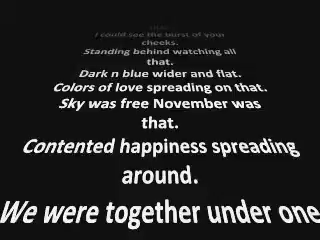 I could see the burst of your
cheeks.
Standing behind watching all
that.
Dark n blue wider and flat.
Colors of love spreading on that.
Sky was free November was
that.
Contented happiness spreading
around.
We were together under one